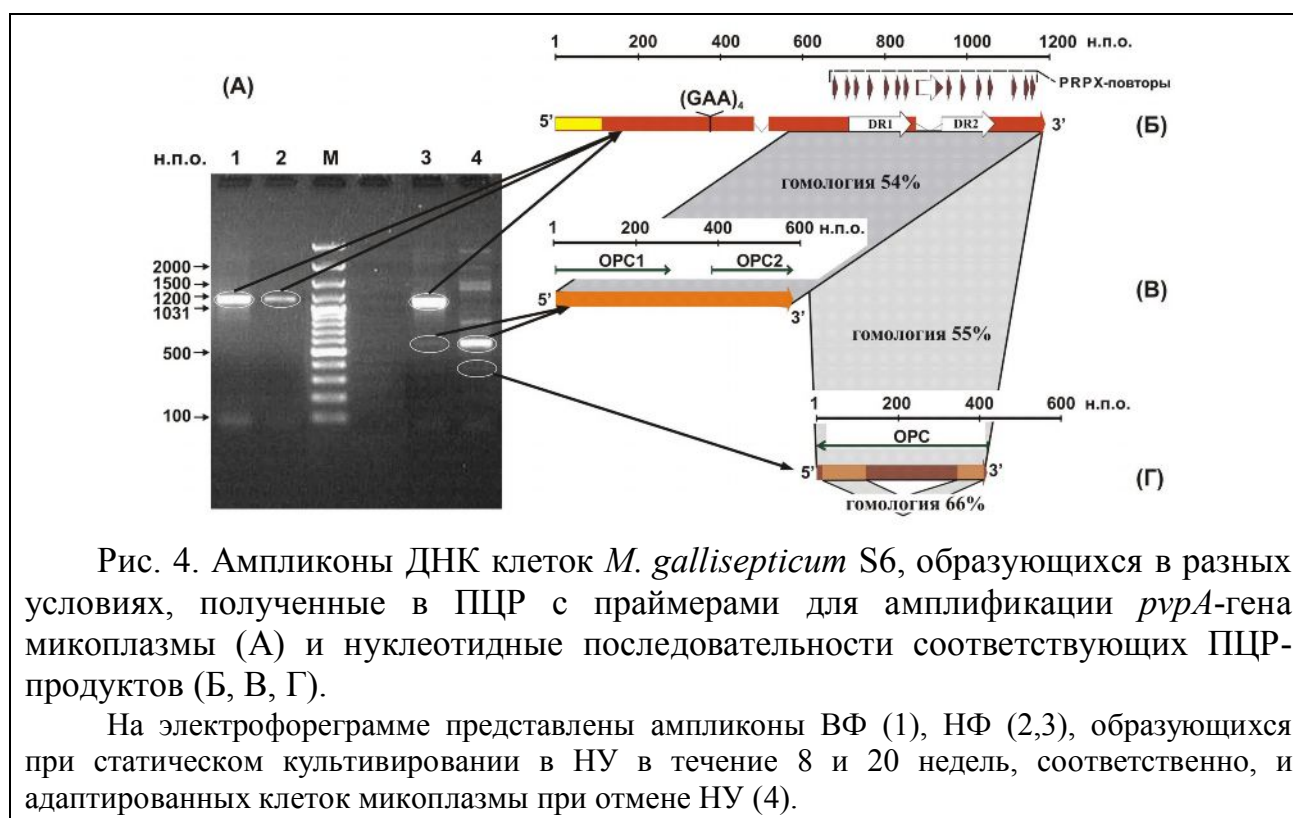 1 200 400 600 800 1000 1200 н.п.о.
(А)
PRPX-повторы
(GAA)₄
5' DR1 DR2 3' (Б)
н.п.о. 1 2 М 3 4
гомология 54%
1 200 400 600 н.п.о.
2000
1500
1200
1031
500
100
ОРС1 ОРС2
5' 3' (В)
гомология 55%
1 200 400 600 н.п.о.
ОРС
5' 3' (Г)
гомология 66%
Рис. 4. Ампликоны ДНК клеток M. gallisepticum S6, образующихся в разных
условиях, полученные в ПЦР с праймерами для амплификации pvpA-гена
микоплазмы (А) и нуклеотидные последовательности соответствующих ПЦР-
продуктов (Б, В, Г).
На электрофореграмме представлены ампликоны ВФ (1), НФ (2,3), образующихся
при статическом культивировании в НУ в течение 8 и 20 недель, соответственно, и
адаптированных клеток микоплазмы при отмене НУ (4).